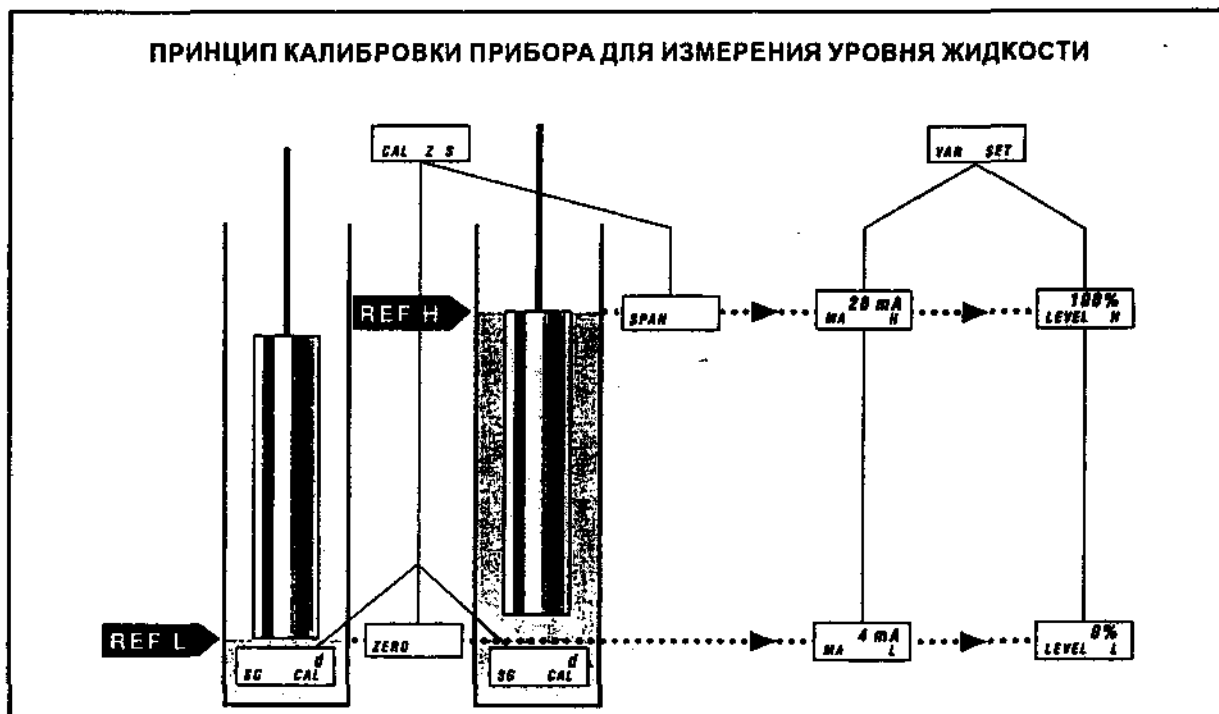 ПРИНЦИП КАЛИБРОВКИ ПРИБОРА ДЛЯ ИЗМЕРЕНИЯ УРОВНЯ ЖИДКОСТИ
CAL Z S
VAR SET
REF H
SPAN
20 mA
MA H
100%
LEVEL H
REF L
ZERO
d
SG CAL
d
SG CAL
4 mA
MA L
0%
LEVEL L